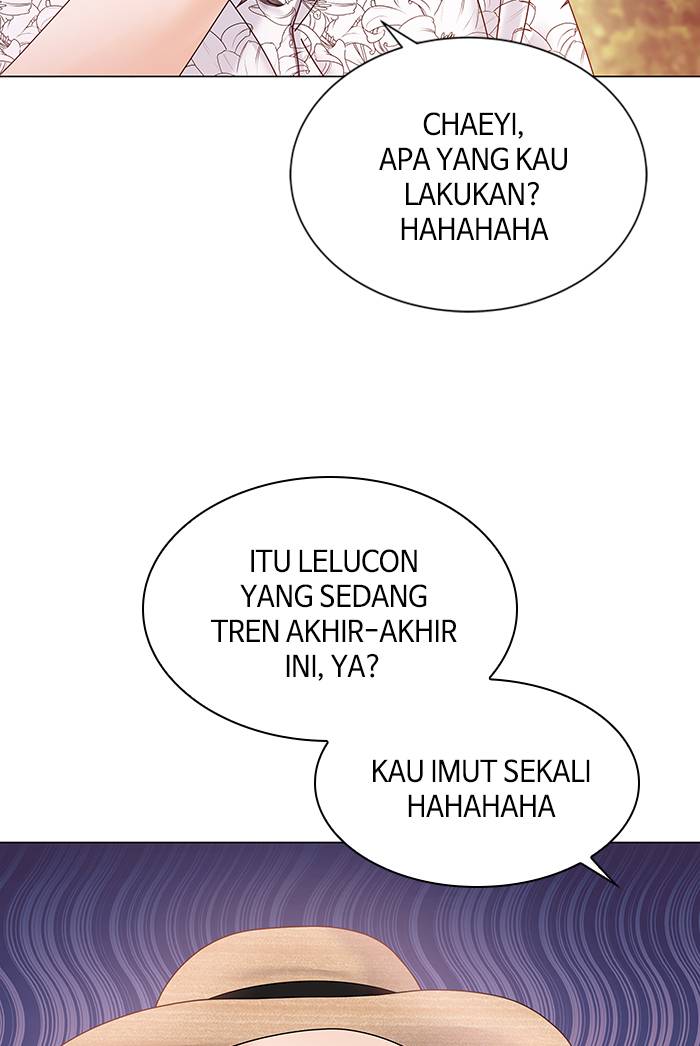 CHAEYI,
APA YANG KAU
LAKUKAN?
HAHAHAHA
ITU LELUCON
YANG SEDANG
TREN AKHIR-AKHIR
INI, YA?
KAU IMUT SEKALI
HAHAHAHA